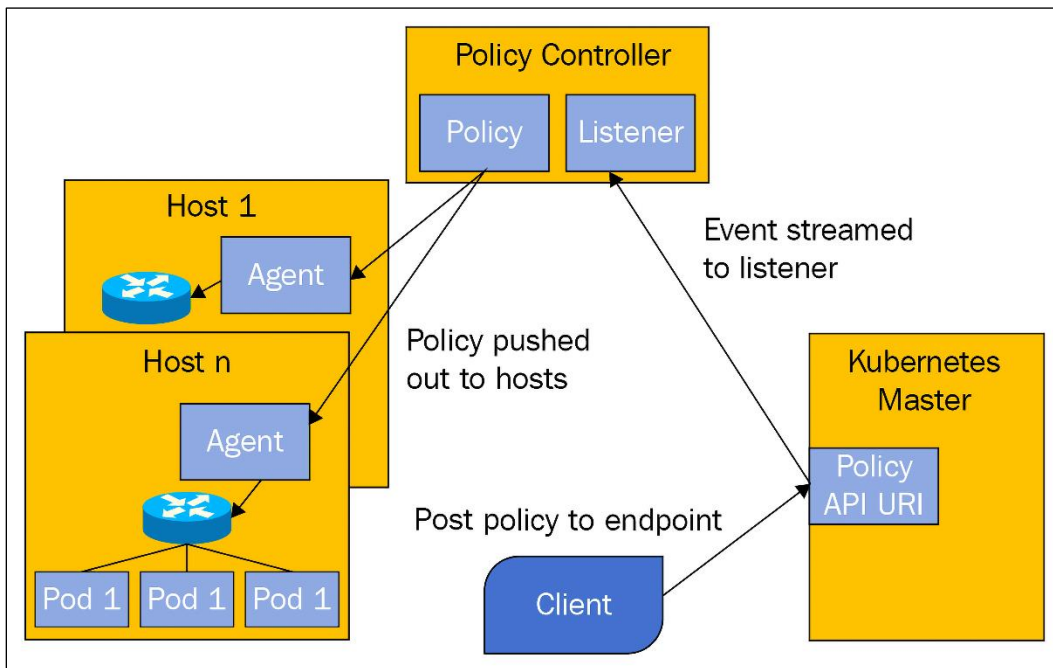 Policy Controller
Policy
Listener
Host 1
Agent
Event streamed
to listener
Policy pushed
out to hosts
Host n
Agent
Kubernetes
Master
Policy
API URI
Post policy to endpoint
Client
Pod 1
Pod 1
Pod 1